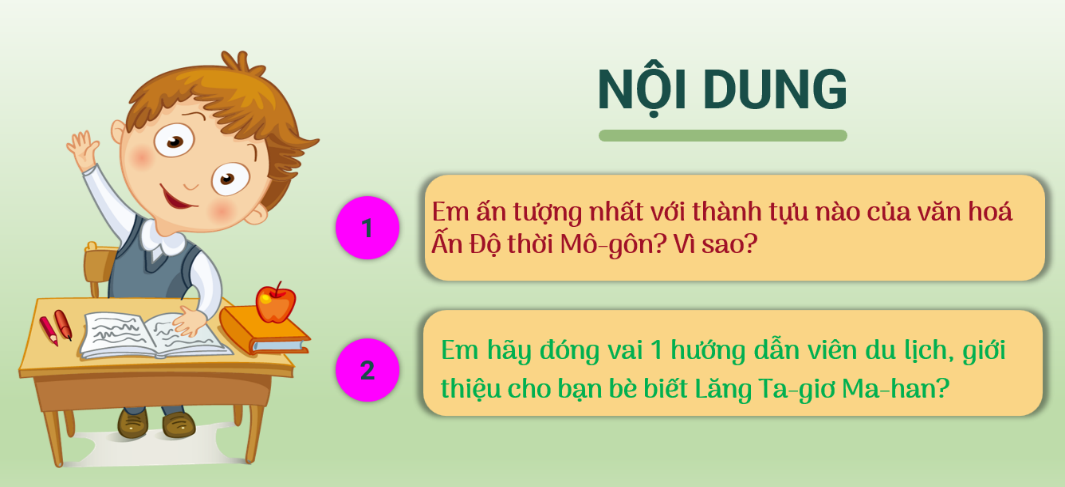 NỘI DUNG
1
Em ấn tượng nhất với thành tựu nào của văn hoá
Ấn Độ thời Mô-gôn? Vì sao?
2
Em hãy đóng vai 1 hướng dẫn viên du lịch, giới
thiệu cho bạn bè biết Lăng Ta-giơ Ma-han?